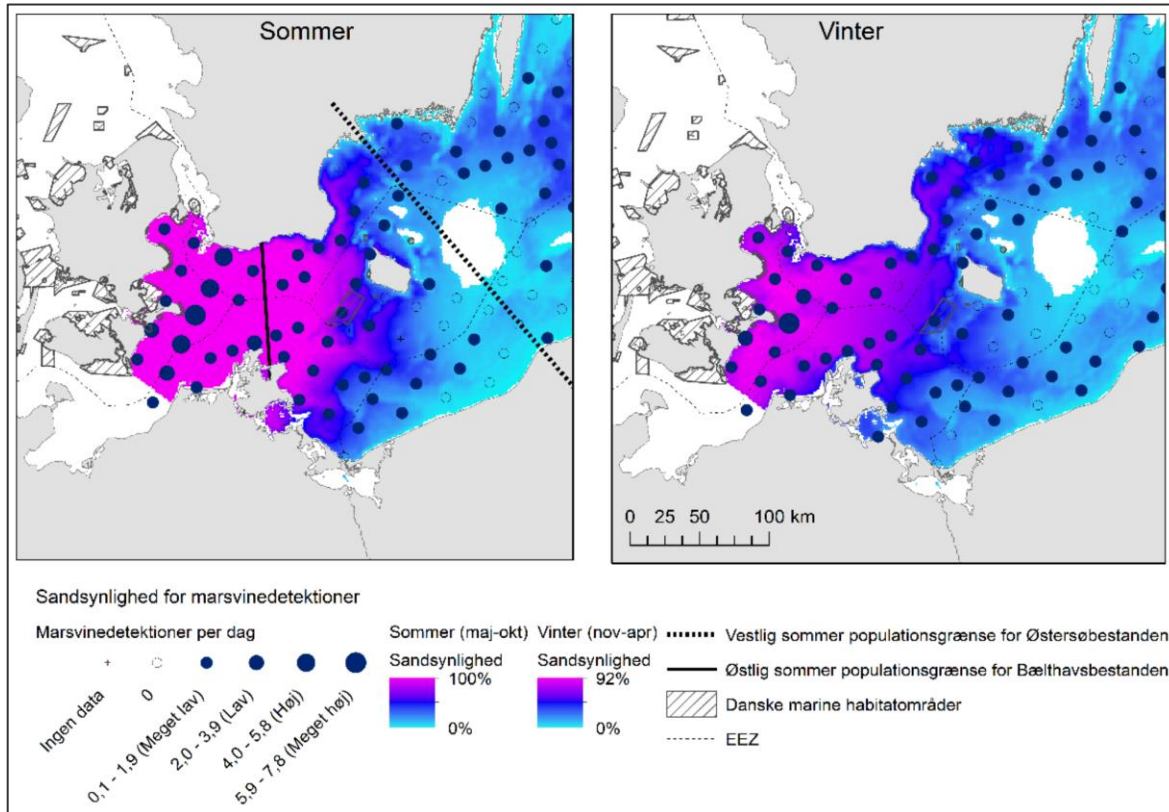 Sommer
Vinter
0 25 50 100 km
Sandsynlighed for marsvinedetektioner
Marsvinedetektioner per dag
Ingen data
0
0,1 - 1,9 (Meget lav)
2,0 - 3,9 (Lav)
4,0 - 5,8 (Høj)
5,9 - 7,8 (Meget høj)
Sommer (maj-okt)
Sandsynlighed
100%
0%
Vinter (nov-apr)
Sandsynlighed
92%
0%
Vestlig sommer populationsgrænse for Østersøbestanden
Østlig sommer populationsgrænse for Bælthavsbestanden
Danske marine habitatområder
EEZ